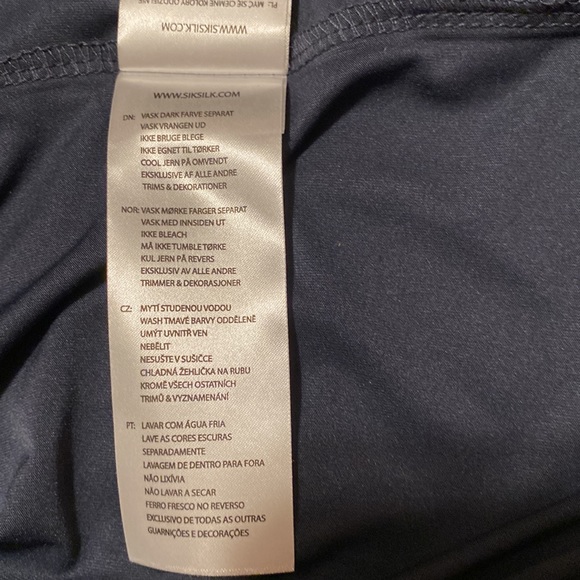 PL: MYĆ SIĘ CIEMNE KOLORY
WWW.SIKSILK.COM
WWW.SIKSILK.COM
DN: VASK DARK FARVE SEPARAT
VASK VRANGEN UD
IKKE BRUGE BLEGE
IKKE EGNET TIL TØRKER
COOL JERN PÅ OMVENDT
EKSKLUSIVE AF ALLE ANDRE
TRIMS & DEKORATIONER
NOR: VASK MØRKE FARGER SEPARAT
VASK MED INNSIDEN UT
IKKE BLEACH
MÅ IKKE TUMBLE TØRKE
KUL JERN PÅ REVERS
EKSKLUSIV AV ALLE ANDRE
TRIMMER & DEKORASJONER
CZ: MYTÍ STUDENOU VODOU
WASH TMAVÉ BARVY ODDĚLENĚ
UMÝT UVNITŘ VEN
NEBĚLIT
NESUŠTE V SUŠIČCE
CHLADNÁ ŽEHLIČKA NA RUBU
KROMĚ VŠECH OSTATNÍCH
TRIMŮ & VYZNAMENÁNÍ
PT: LAVAR COM ÁGUA FRIA
LAVE AS CORES ESCURAS
SEPARADAMENTE
LAVAGEM DE DENTRO PARA FORA
NÃO LIXÍVIA
NÃO LAVAR A SECAR
FERRO FRESCO NO REVERSO
EXCLUSIVO DE TODAS AS OUTRAS
GUARNIÇÕES E DECORAÇÕES